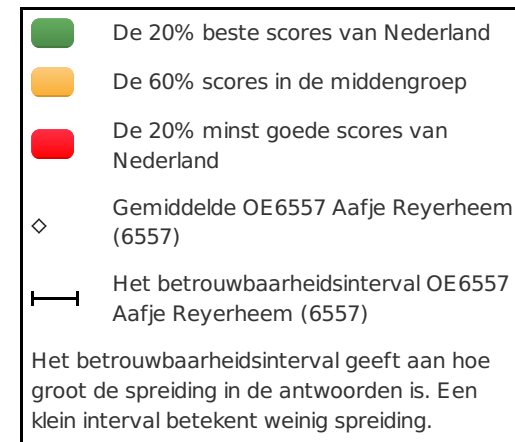 De 20% beste scores van Nederland
De 60% scores in de middengroep
De 20% minst goede scores van
Nederland
Gemiddelde OE6557 Aafje Reyerheem
(6557)
Het betrouwbaarheidsinterval OE6557
Aafje Reyerheem (6557)
Het betrouwbaarheidsinterval geeft aan hoe
groot de spreiding in de antwoorden is. Een
klein interval betekent weinig spreiding.